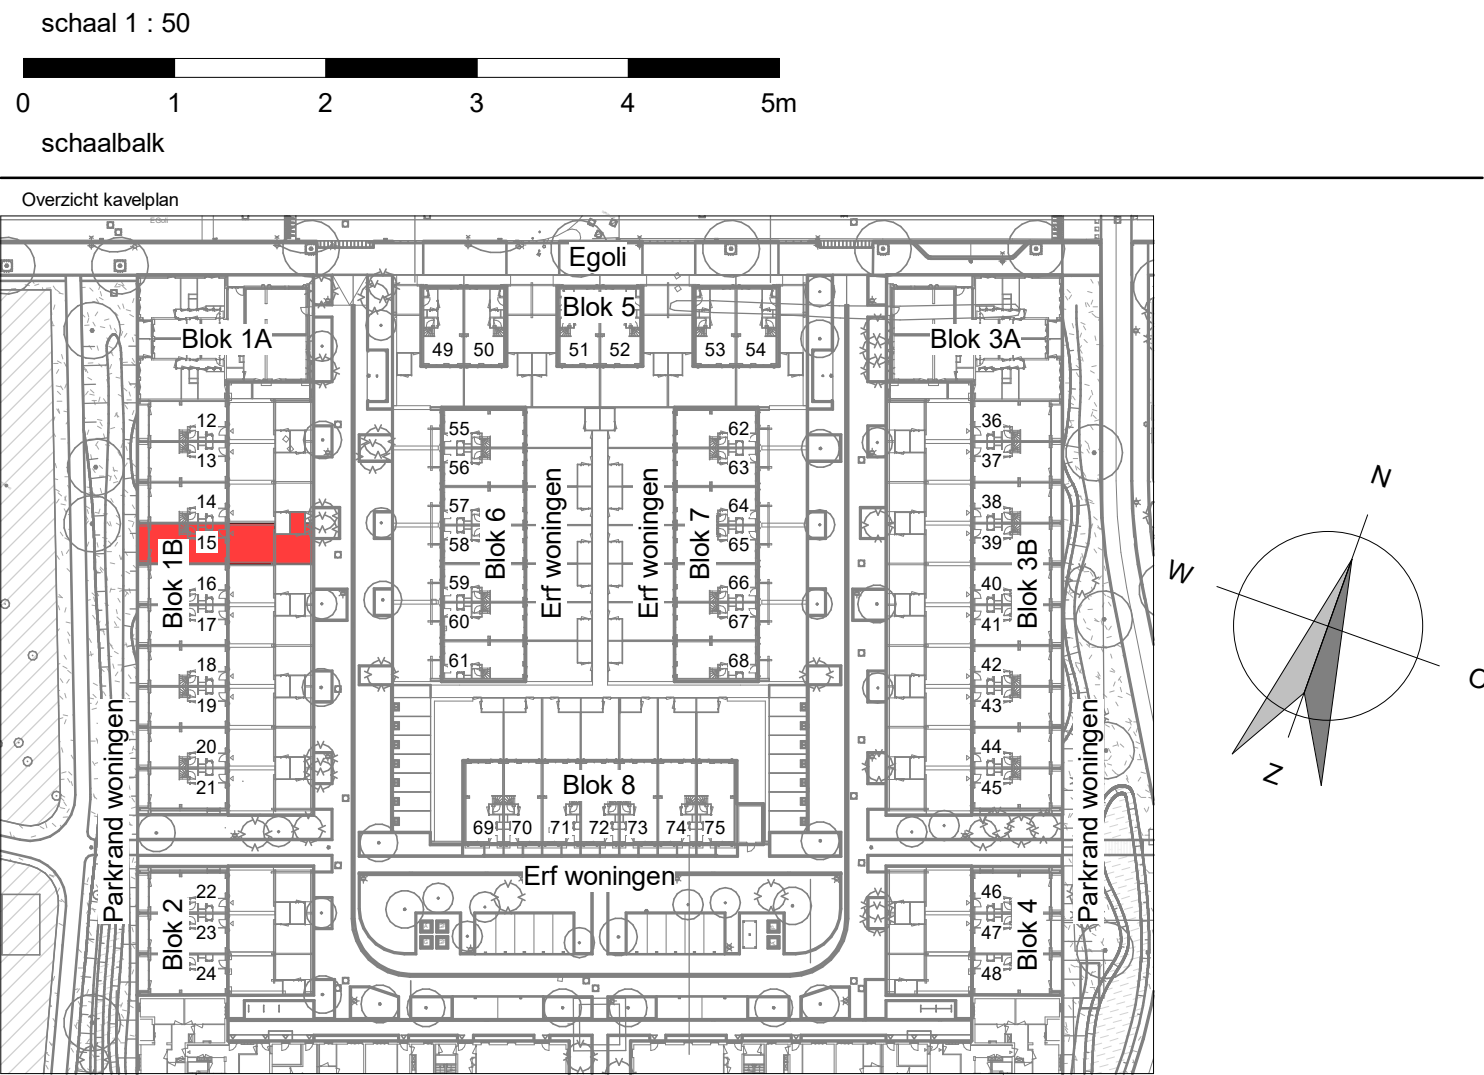 schaal 1 : 50
0 1 2 3 4 5m
schaalbalk
Overzicht kavelplan
EGoli
Egoli
Blok 5
Blok 1A
Blok 3A
49 50 51 52 53 54
12
13
14
15
16
17
18
19
20
21
Blok 1B
Parkrand woningen
22
23
24
Blok 2
55
56
57
58
59
60
61
Blok 6
Erf woningen
Erf woningen
Blok 7
62
63
64
65
66
67
68
Blok 8
69 70 71 72 73 74 75
Erf woningen
36
37
38
39
40
41
42
43
44
45
Blok 3B
Parkrand woningen
46
47
48
Blok 4
N
W
O
Z